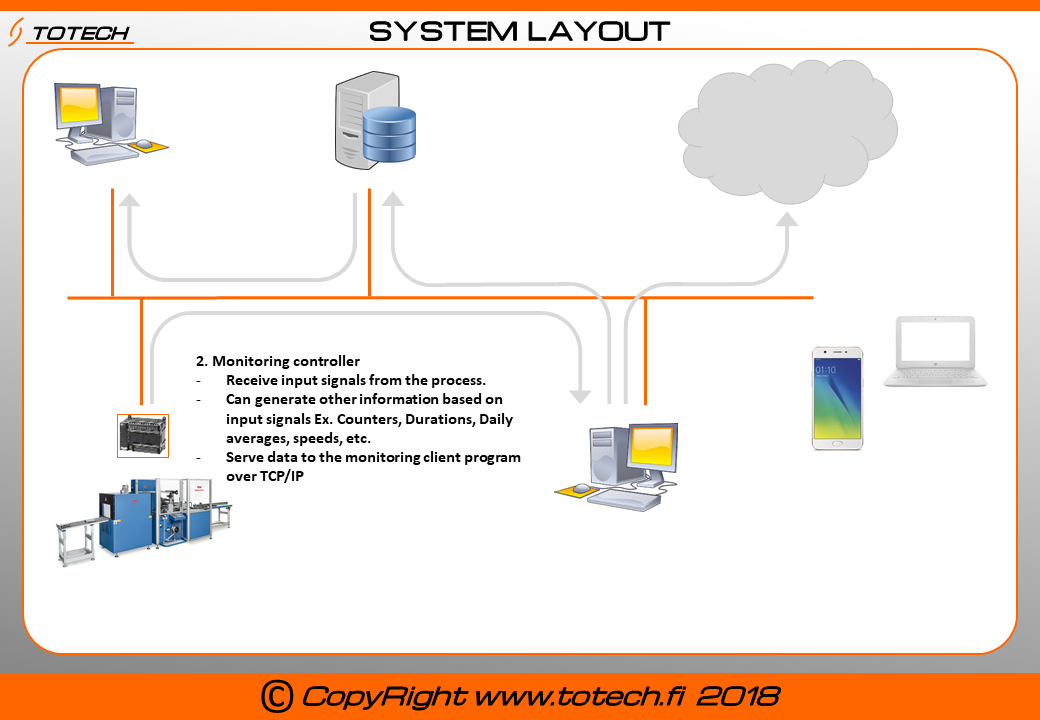 TOTECH
SYSTEM LAYOUT
2. Monitoring controller
- Receive input signals from the process.
- Can generate other information based on
input signals Ex. Counters, Durations, Daily
averages, speeds, etc.
- Serve data to the monitoring client program
over TCP/IP
01:10
© CopyRight www.totech.fi 2018